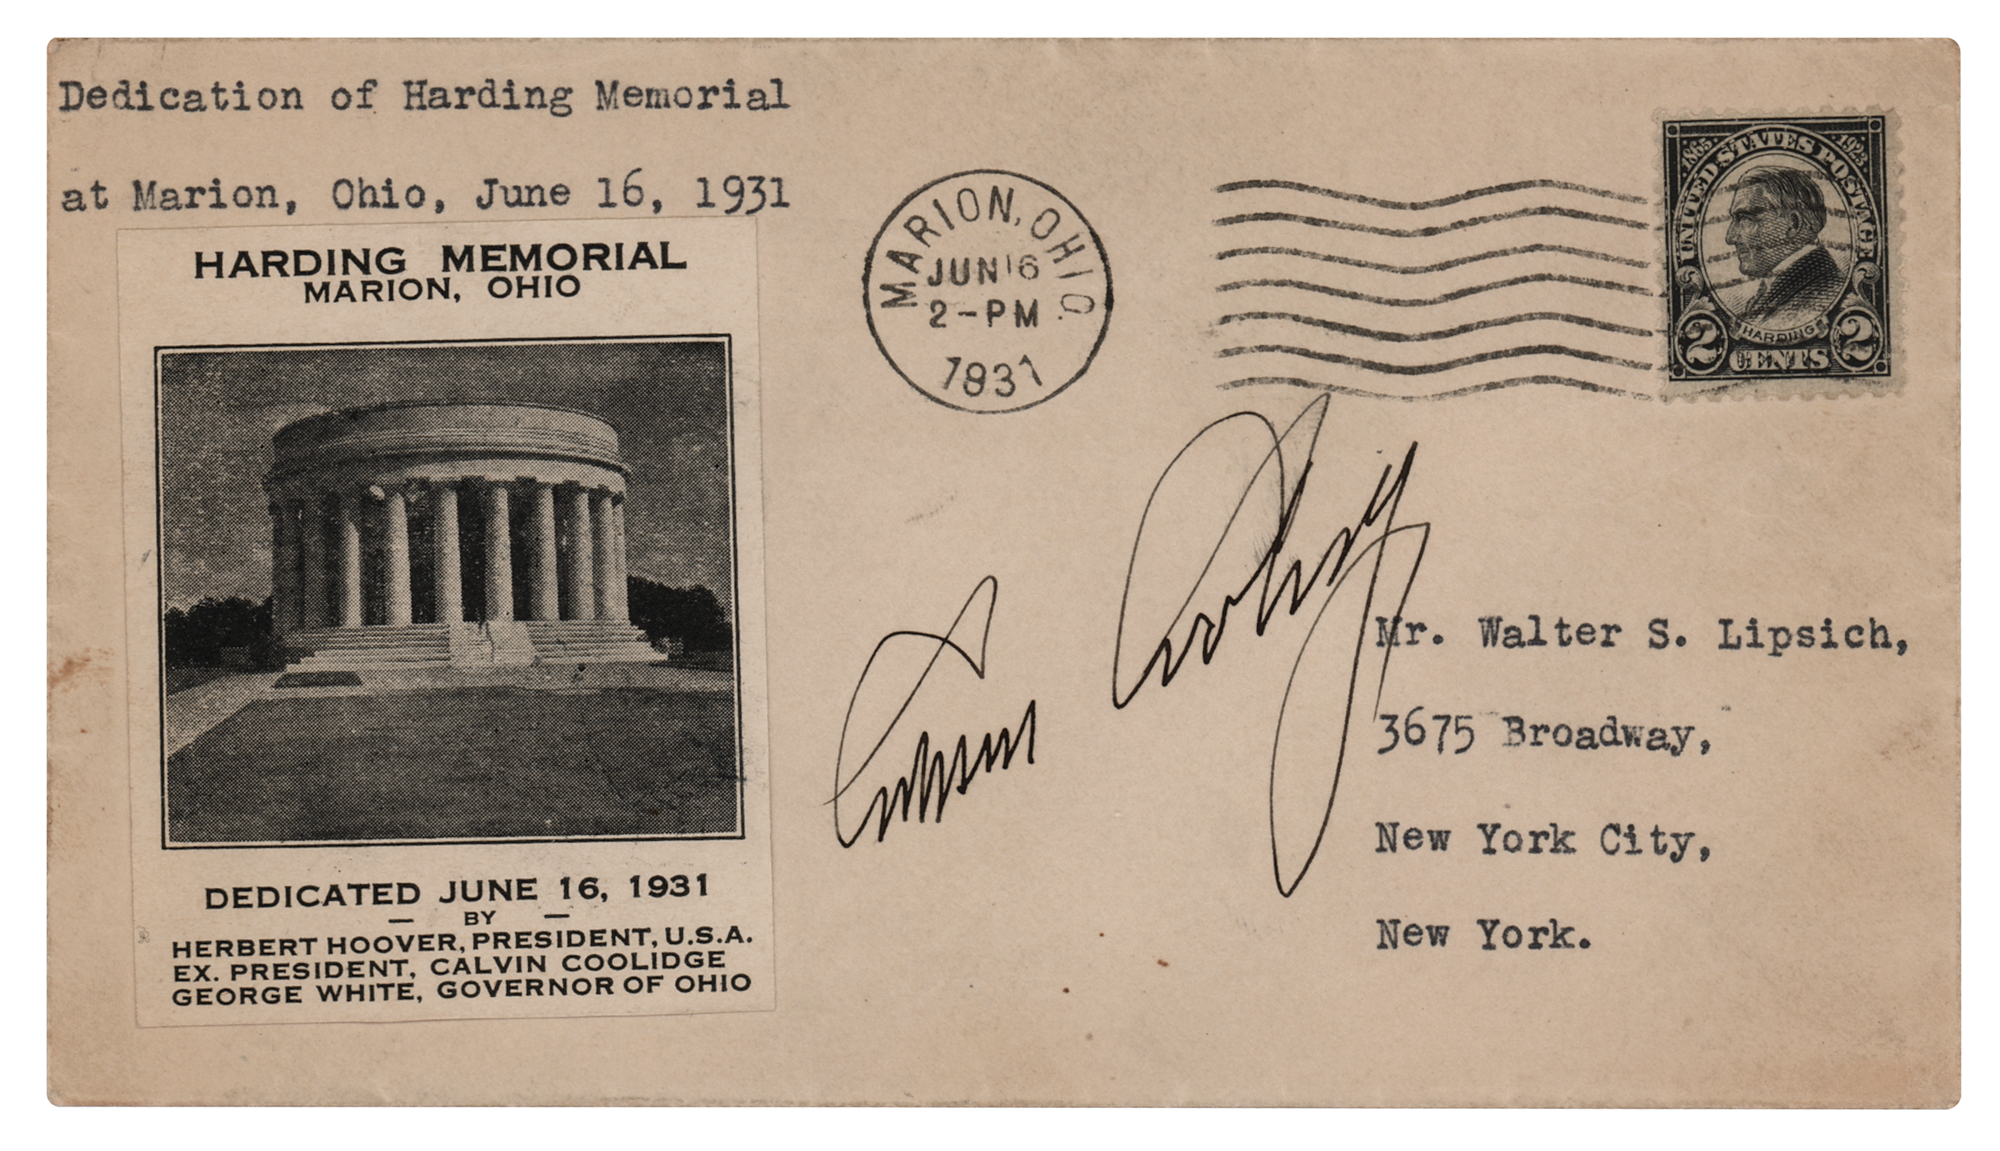 Dedication of Harding Memorial
at Marion, Ohio, June 16, 1931
HARDING MEMORIAL
MARION, OHIO
DEDICATED JUNE 16, 1931
— BY —
HERBERT HOOVER, PRESIDENT, U.S.A.
EX. PRESIDENT, CALVIN COOLIDGE
GEORGE WHITE, GOVERNOR OF OHIO
MARION, OHIO.
JUN 16
2-PM
1931
1865 1923
UNITED STATES POSTAGE
HARDING
2 CENTS 2
Mr. Walter S. Lipsich,
3675 Broadway,
New York City,
New York.